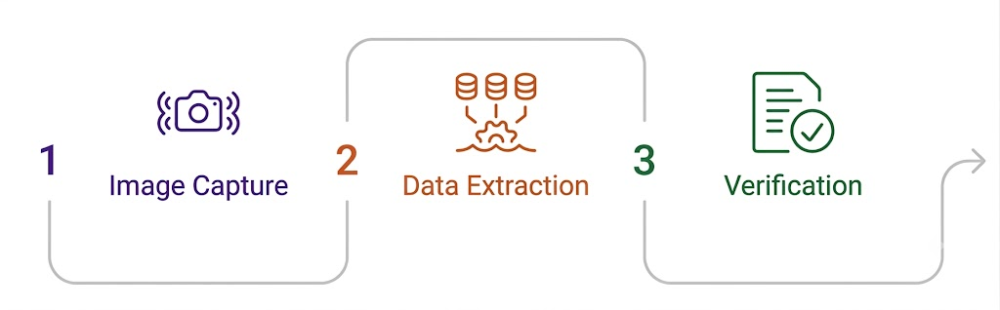 1
Image Capture
2
Data Extraction
3
Verification